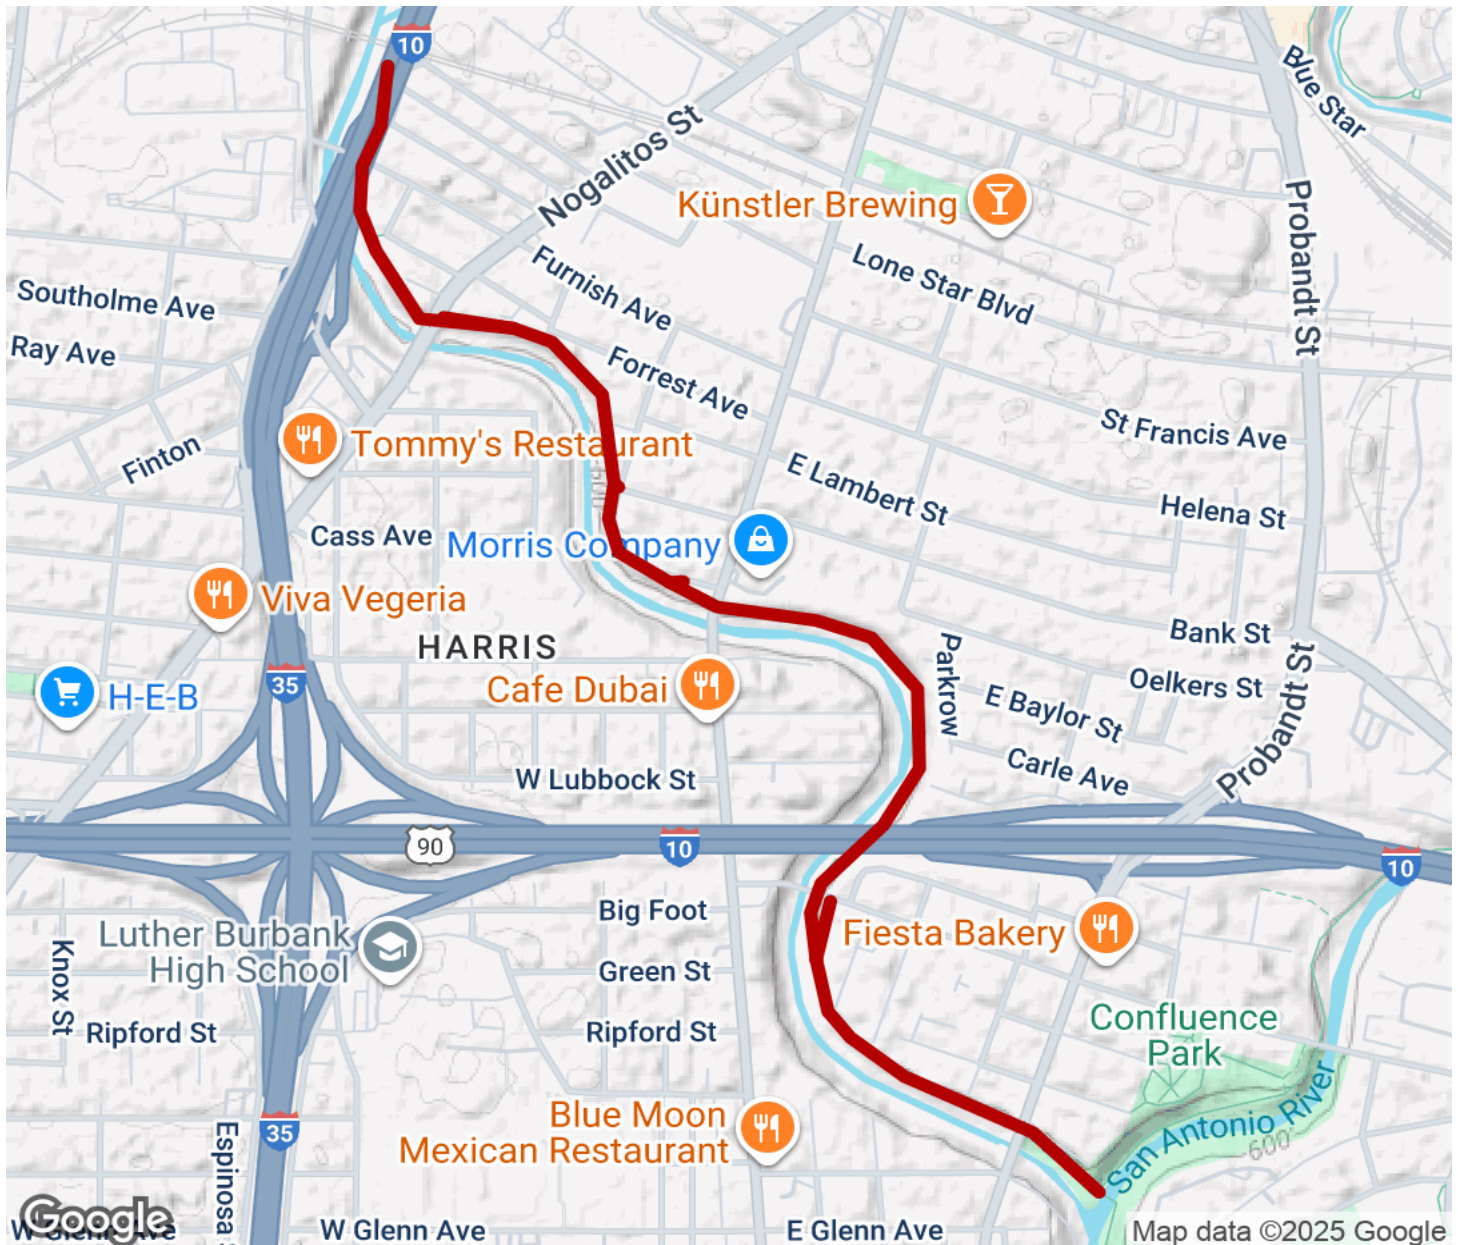 10
Blue Star
Nogalitos St
Künstler Brewing
Probandt St
Furnish Ave
Lone Star Blvd
Southolme Ave
Ray Ave
Forrest Ave
St Francis Ave
Tommy's Restaurant
Finton
E Lambert St
Helena St
Cass Ave
Morris Company
Viva Vegeria
HARRIS
Bank St
Parkrow
Oelkers St
35
H-E-B
Cafe Dubai
E Baylor St
Probandt St
Carle Ave
W Lubbock St
90
10
10
Big Foot
Luther Burbank
High School
Fiesta Bakery
Knox St
Green St
Ripford St
Ripford St
Confluence
Park
Blue Moon
Mexican Restaurant
35
San Antonio River
600'
Espinosa S
Google
W Glenn Ave
W Glenn Ave
E Glenn Ave
Map data ©2025 Google